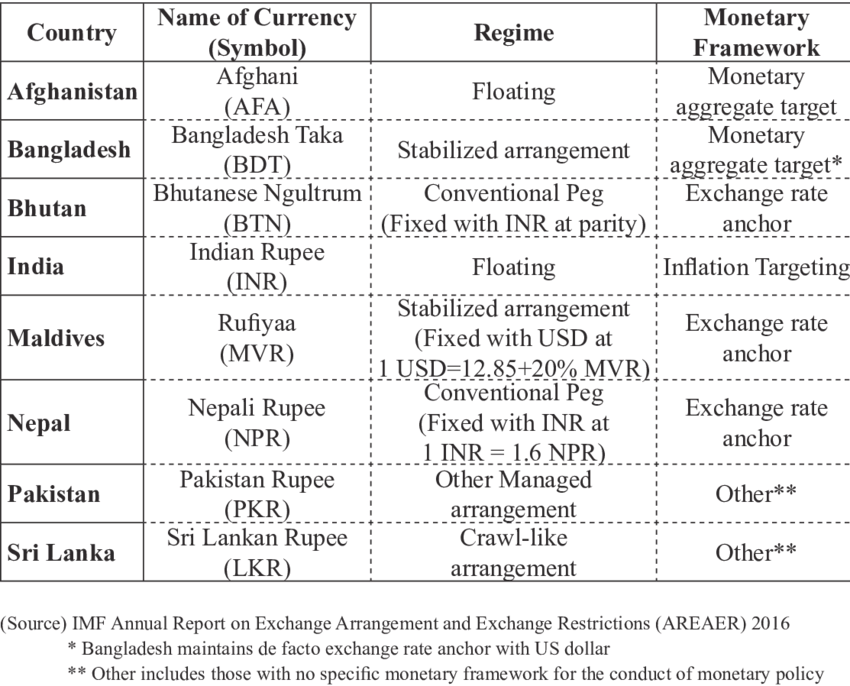 Country
Name of Currency
(Symbol)
Regime
Monetary
Framework
Afghanistan
Afghani
(AFA)
Floating
Monetary
aggregate target
Bangladesh
Bangladesh Taka
(BDT)
Stabilized arrangement
Monetary
aggregate target*
Bhutan
Bhutanese Ngultrum
(BTN)
Conventional Peg
(Fixed with INR at parity)
Exchange rate
anchor
India
Indian Rupee
(INR)
Floating
Inflation Targeting
Maldives
Rufiyaa
(MVR)
Stabilized arrangement
(Fixed with USD at
1 USD=12.85+20% MVR)
Exchange rate
anchor
Nepal
Nepali Rupee
(NPR)
Conventional Peg
(Fixed with INR at
1 INR = 1.6 NPR)
Exchange rate
anchor
Pakistan
Pakistan Rupee
(PKR)
Other Managed
arrangement
Other**
Sri Lanka
Sri Lankan Rupee
(LKR)
Crawl-like
arrangement
Other**
(Source) IMF Annual Report on Exchange Arrangement and Exchange Restrictions (AREAER) 2016
* Bangladesh maintains de facto exchange rate anchor with US dollar
** Other includes those with no specific monetary framework for the conduct of monetary policy